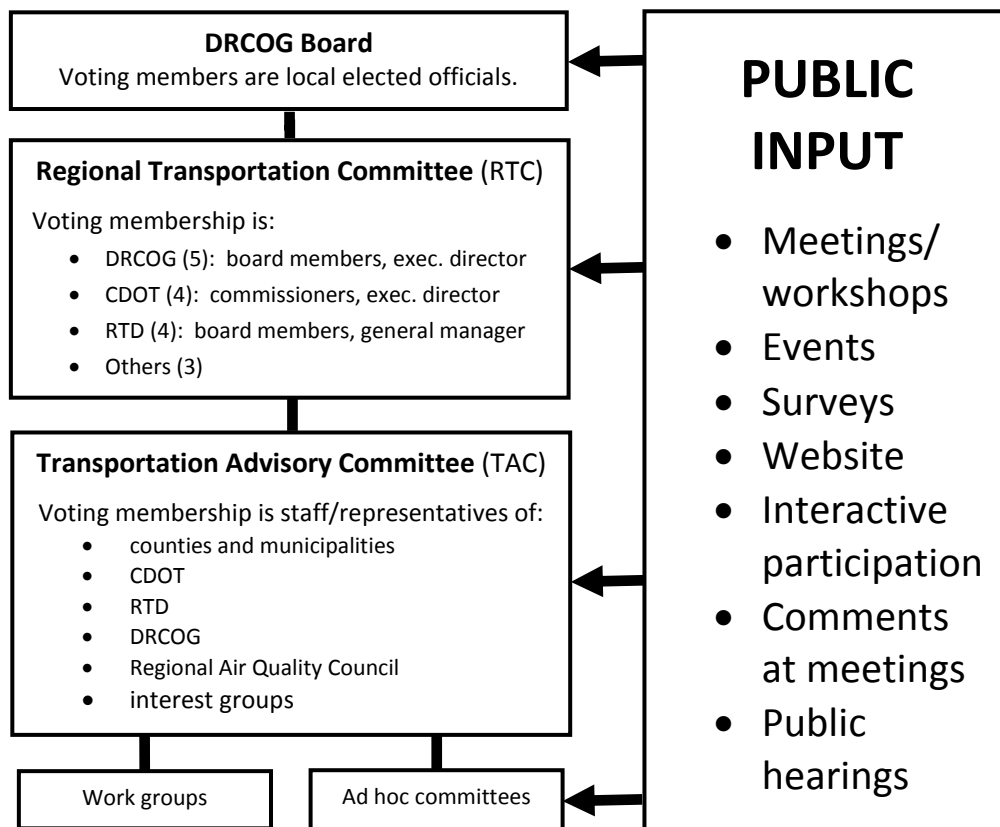 DRCOG Board
Voting members are local elected officials.
Regional Transportation Committee (RTC)
Voting membership is:
• DRCOG (5): board members, exec. director
• CDOT (4): commissioners, exec. director
• RTD (4): board members, general manager
• Others (3)
Transportation Advisory Committee (TAC)
Voting membership is staff/representatives of:
• counties and municipalities
• CDOT
• RTD
• DRCOG
• Regional Air Quality Council
• interest groups
Work groups
Ad hoc committees
PUBLIC
INPUT
• Meetings/
workshops
• Events
• Surveys
• Website
• Interactive
participation
• Comments
at meetings
• Public
hearings